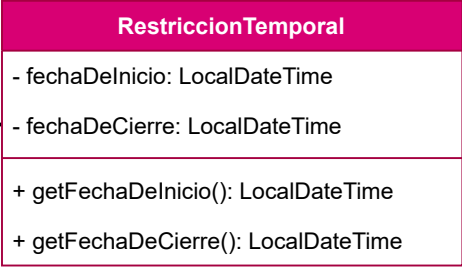 RestriccionTemporal
- fechaDeInicio: LocalDateTime
- fechaDeCierre: LocalDateTime
+ getFechaDeInicio(): LocalDateTime
+ getFechaDeCierre(): LocalDateTime